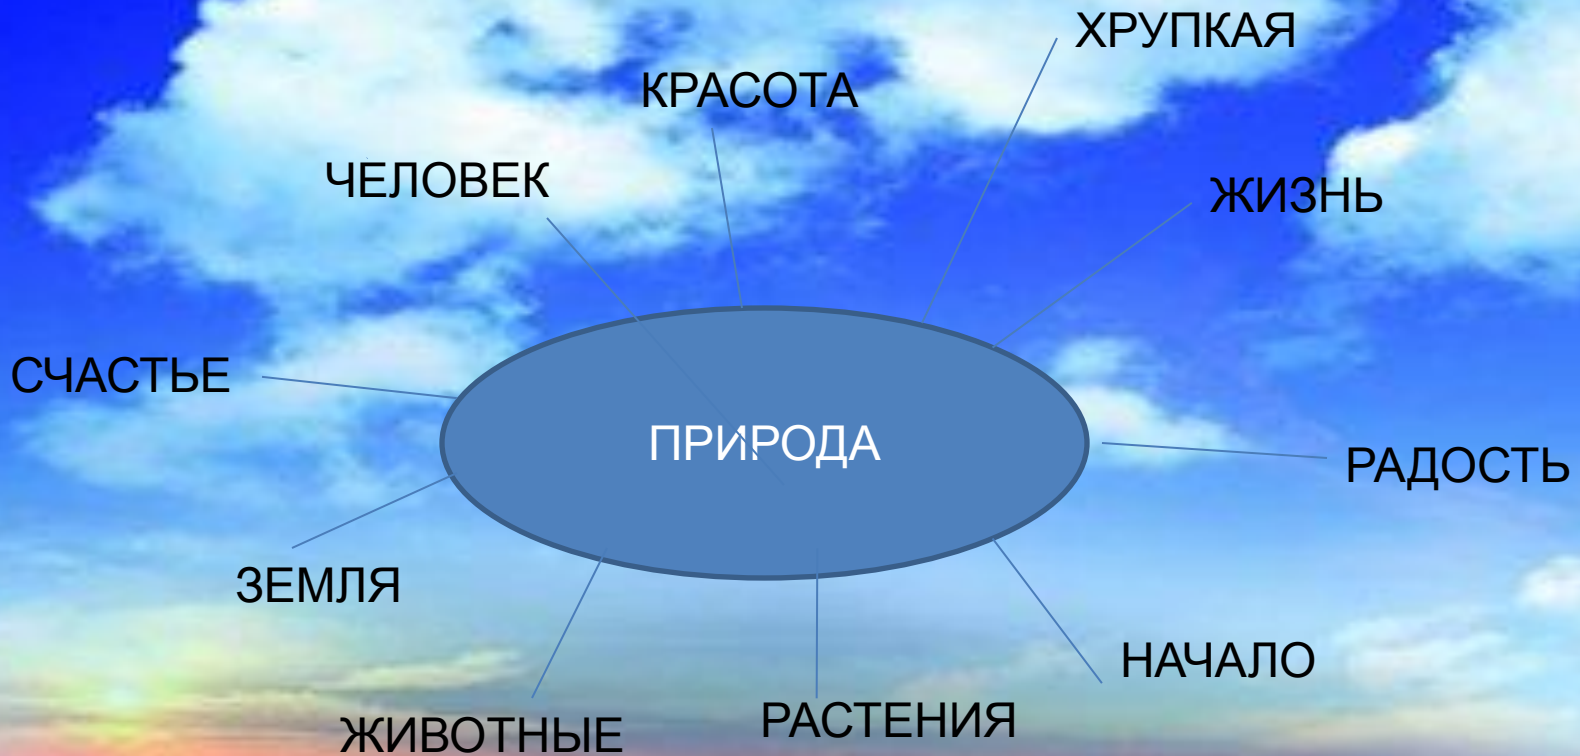 ХРУПКАЯ
КРАСОТА
ЧЕЛОВЕК
ЖИЗНЬ
СЧАСТЬЕ
ПРИРОДА
РАДОСТЬ
ЗЕМЛЯ
НАЧАЛО
РАСТЕНИЯ
ЖИВОТНЫЕ